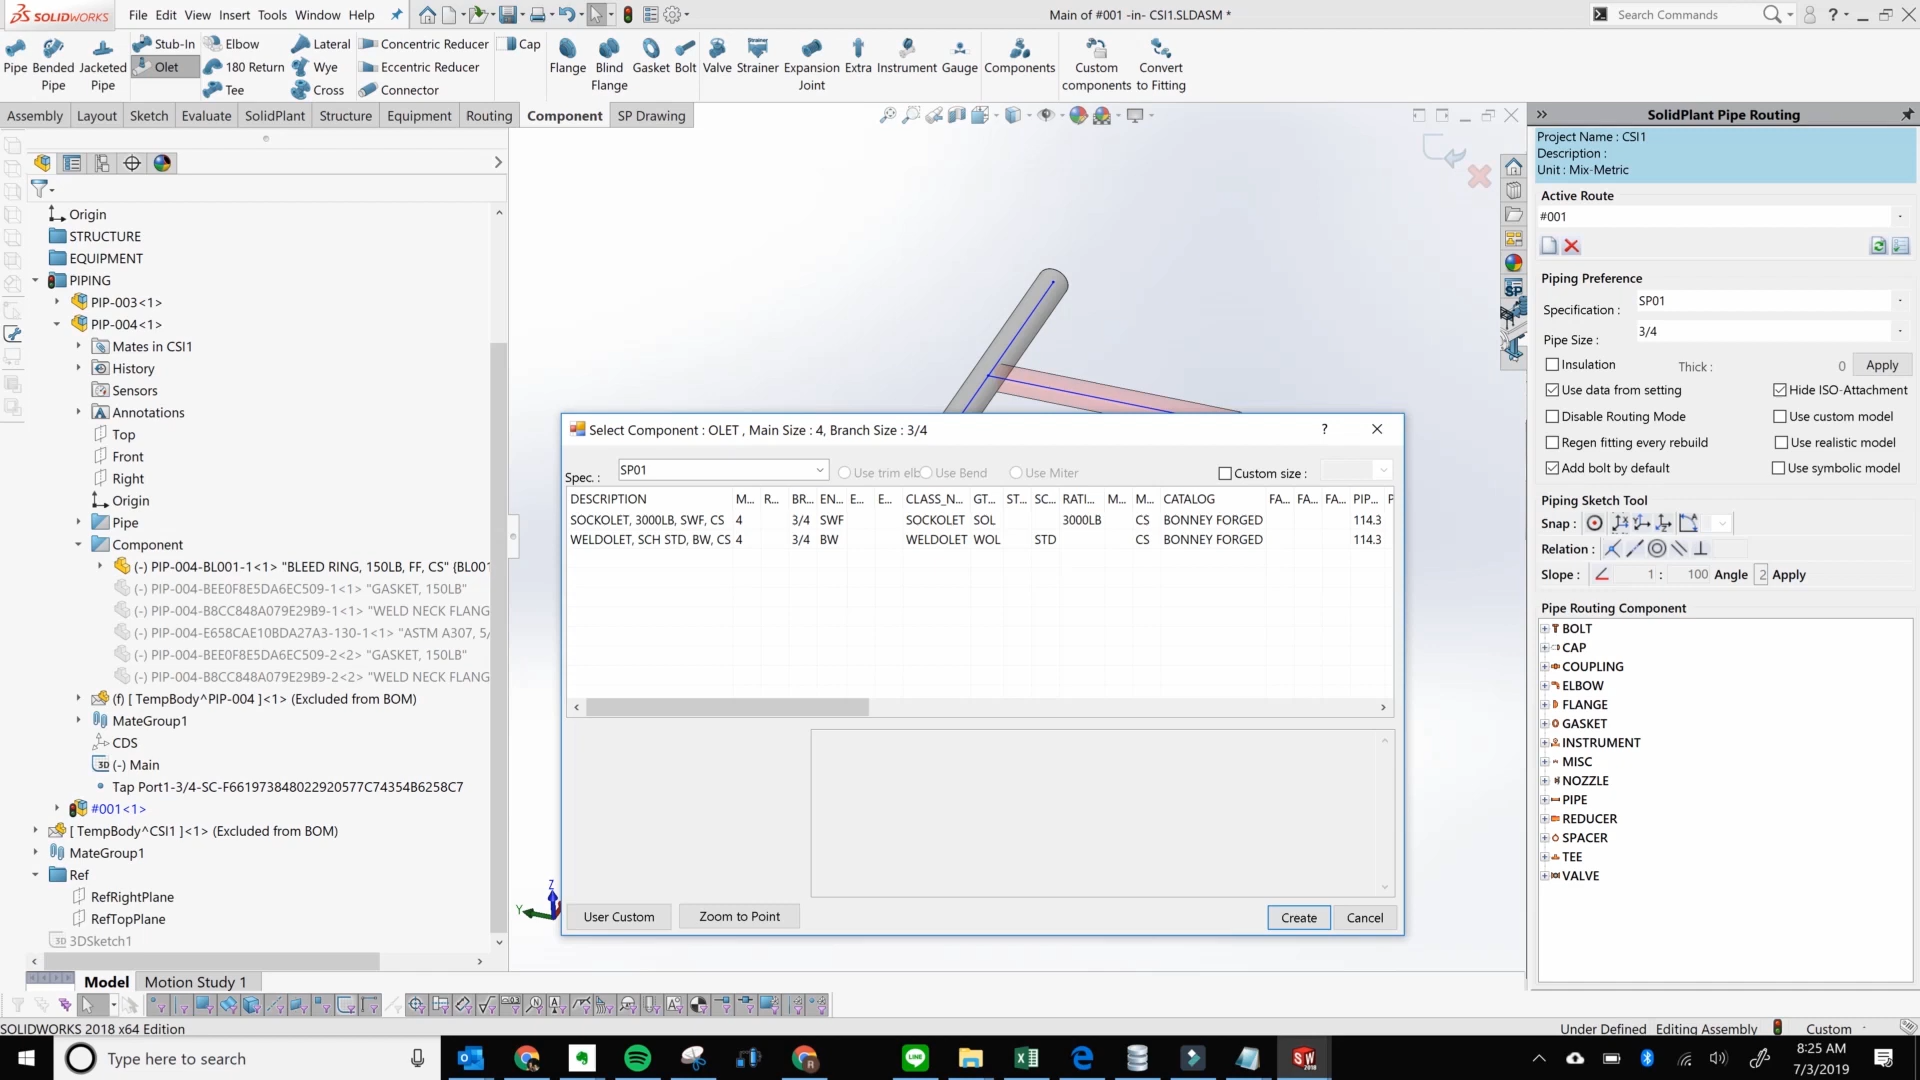 SOLIDWORKS File Edit View Insert Tools Window Help Main of #001 -in- CSI1.SLDASM * Search Commands ?
Stub-In Elbow Lateral Concentric Reducer Cap
Olet 180 Return Wye Eccentric Reducer
Tee Cross Connector
Pipe Bended Pipe Jacketed Pipe Flange Blind Flange Gasket Bolt Valve Strainer Expansion Joint Extra Instrument Gauge Components Custom components Convert to Fitting
Assembly Layout Sketch Evaluate SolidPlant Structure Equipment Routing Component SP Drawing
Origin
STRUCTURE
EQUIPMENT
PIPING
PIP-003<1>
PIP-004<1>
Mates in CSI1
History
Sensors
Annotations
Top
Front
Right
Origin
Pipe
Component
(-) PIP-004-BL001-1<1> "BLEED RING, 150LB, FF, CS" {BL001
(-) PIP-004-BEE0F8E5DA6EC509-1<1> "GASKET, 150LB"
(-) PIP-004-B8CC848A079E29B9-1<1> "WELD NECK FLANG
(-) PIP-004-E658CAE10BDA27A3-130-1<1> "ASTM A307, 5/
(-) PIP-004-BEE0F8E5DA6EC509-2<2> "GASKET, 150LB"
(-) PIP-004-B8CC848A079E29B9-2<2> "WELD NECK FLANG
(f) [ TempBody^PIP-004 ]<1> (Excluded from BOM)
MateGroup1
CDS
3D (-) Main
Tap Port1-3/4-SC-F661973848022920577C74354B6258C7
#001<1>
[ TempBody^CSI1 ]<1> (Excluded from BOM)
MateGroup1
Ref
RefRightPlane
RefTopPlane
3D 3DSketch1
Z
Y
Select Component : OLET , Main Size : 4, Branch Size : 3/4 ?
Spec. : SP01 Use trim elb Use Bend Use Miter Custom size :
DESCRIPTION M... R... BR... EN... E... E... CLASS_N... GT... ST... SC... RATI... M... M... CATALOG FA... FA... FA... PIP... P
SOCKOLET, 3000LB, SWF, CS 4 3/4 SWF SOCKOLET SOL 3000LB CS BONNEY FORGED 114.3
WELDOLET, SCH STD, BW, CS 4 3/4 BW WELDOLET WOL STD CS BONNEY FORGED 114.3
User Custom Zoom to Point Create Cancel
SolidPlant Pipe Routing
Project Name : CSI1
Description :
Unit : Mix-Metric
Active Route
#001
Piping Preference
Specification : SP01
Pipe Size : 3/4
Insulation Thick : 0 Apply
Use data from setting Hide ISO-Attachment
Disable Routing Mode Use custom model
Regen fitting every rebuild Use realistic model
Add bolt by default Use symbolic model
Piping Sketch Tool
Snap :
Relation :
Slope : 1 : 100 Angle 2 Apply
Pipe Routing Component
BOLT
CAP
COUPLING
ELBOW
FLANGE
GASKET
INSTRUMENT
MISC
NOZZLE
PIPE
REDUCER
SPACER
TEE
VALVE
SP
Model Motion Study 1
SOLIDWORKS 2018 x64 Edition Under Defined Editing Assembly Custom
Type here to search LINE SW 2018 8:25 AM
7/3/2019